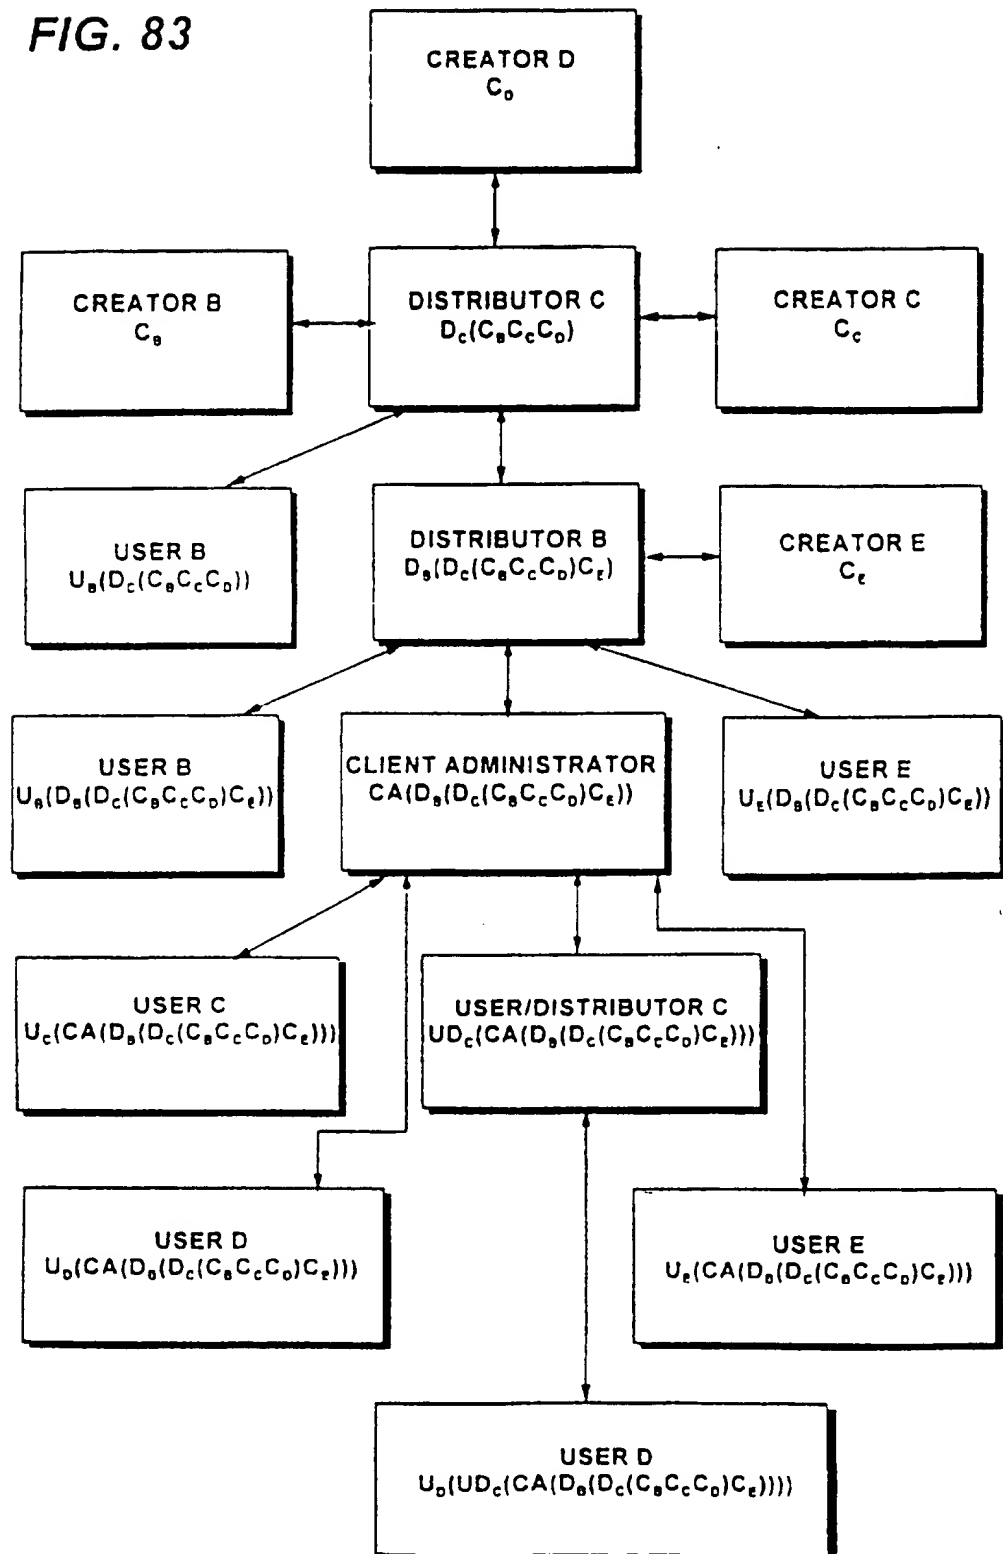 FIG. 83
CREATOR D
C_D
CREATOR B
C_B
DISTRIBUTOR C
D_C(C_BC_CC_D)
CREATOR C
C_C
USER B
U_B(D_C(C_BC_CC_D))
DISTRIBUTOR B
D_B(D_C(C_BC_CC_D)C_E)
CREATOR E
C_E
USER B
U_B(D_B(D_C(C_BC_CC_D)C_E))
CLIENT ADMINISTRATOR
CA(D_B(D_C(C_BC_CC_D)C_E))
USER E
U_E(D_B(D_C(C_BC_CC_D)C_E))
USER C
U_C(CA(D_B(D_C(C_BC_CC_D)C_E)))
USER/DISTRIBUTOR C
UD_C(CA(D_B(D_C(C_BC_CC_D)C_E)))
USER D
U_D(CA(D_B(D_C(C_BC_CC_D)C_E)))
USER E
U_E(CA(D_B(D_C(C_BC_CC_D)C_E)))
USER D
U_D(UD_C(CA(D_B(D_C(C_BC_CC_D)C_E))))